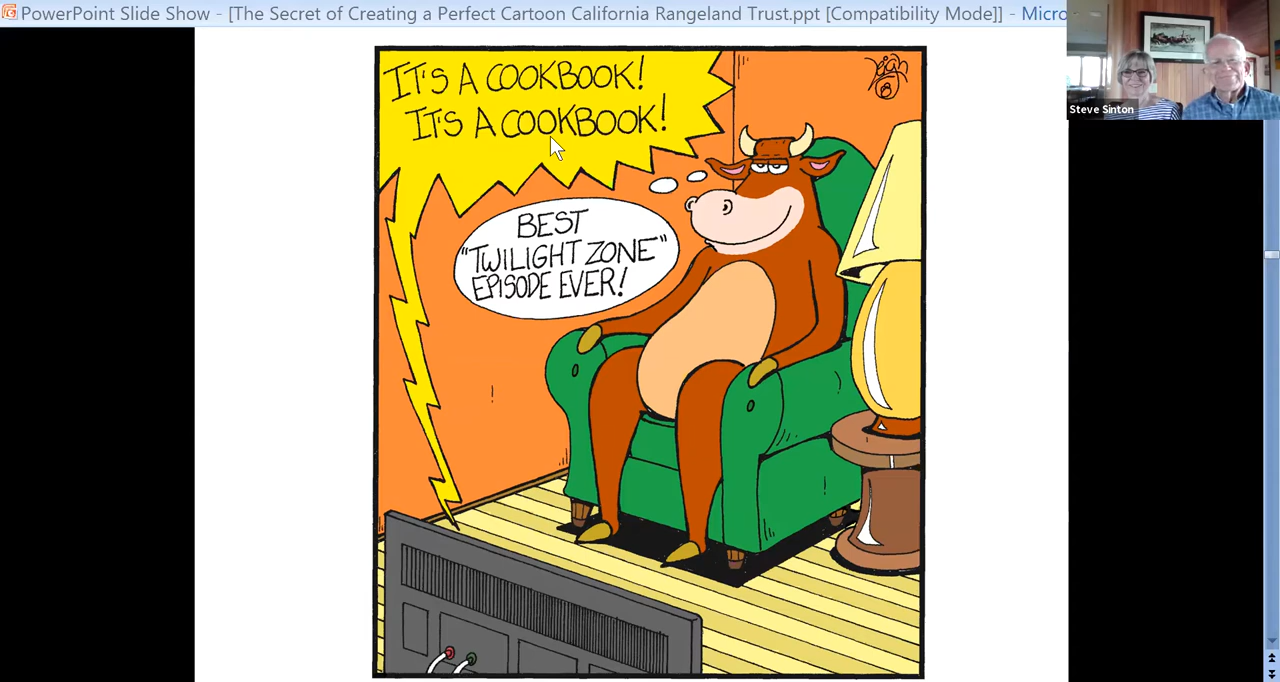 PowerPoint Slide Show - [The Secret of Creating a Perfect Cartoon California Rangeland Trust.ppt [Compatibility Mode]] - Micro
Steve Sinton
IT'S A COOKBOOK!
IT'S A COOKBOOK!
BEST
"TWILIGHT ZONE"
EPISODE EVER!
Leigh